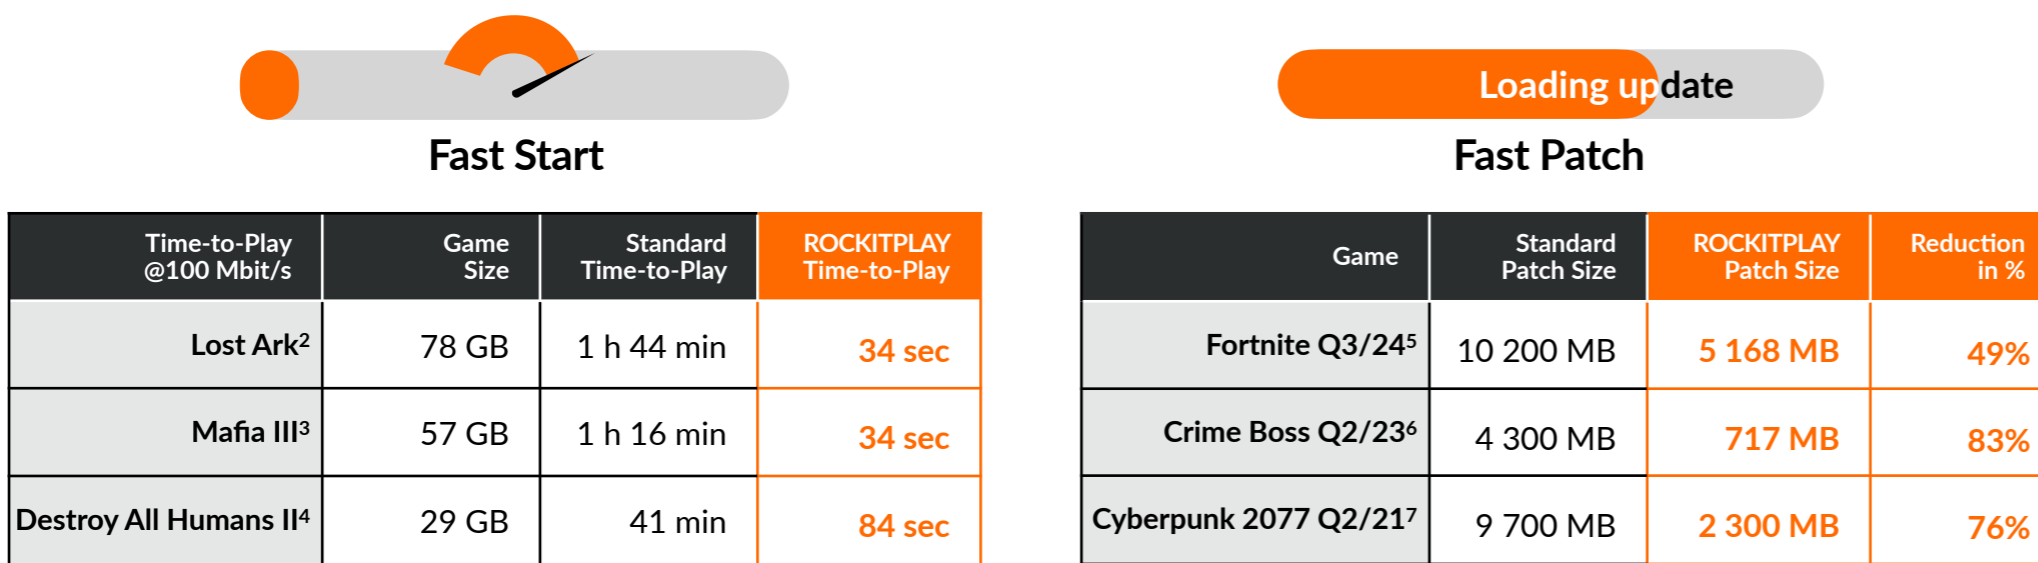 Fast Start
Time-to-Play @100 Mbit/s Game Size Standard Time-to-Play ROCKITPLAY Time-to-Play
Lost Ark² 78 GB 1 h 44 min 34 sec
Mafia III³ 57 GB 1 h 16 min 34 sec
Destroy All Humans II⁴ 29 GB 41 min 84 sec
Loading update
Fast Patch
Game Standard Patch Size ROCKITPLAY Patch Size Reduction in %
Fortnite Q3/24⁵ 10 200 MB 5 168 MB 49%
Crime Boss Q2/23⁶ 4 300 MB 717 MB 83%
Cyberpunk 2077 Q2/21⁷ 9 700 MB 2 300 MB 76%